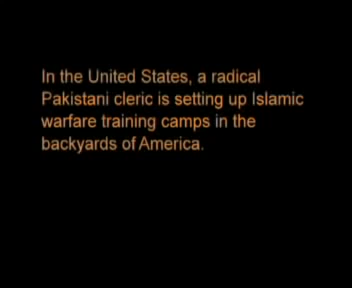 In the United States, a radical
Pakistani cleric is setting up Islamic
warfare training camps in the
backyards of America.